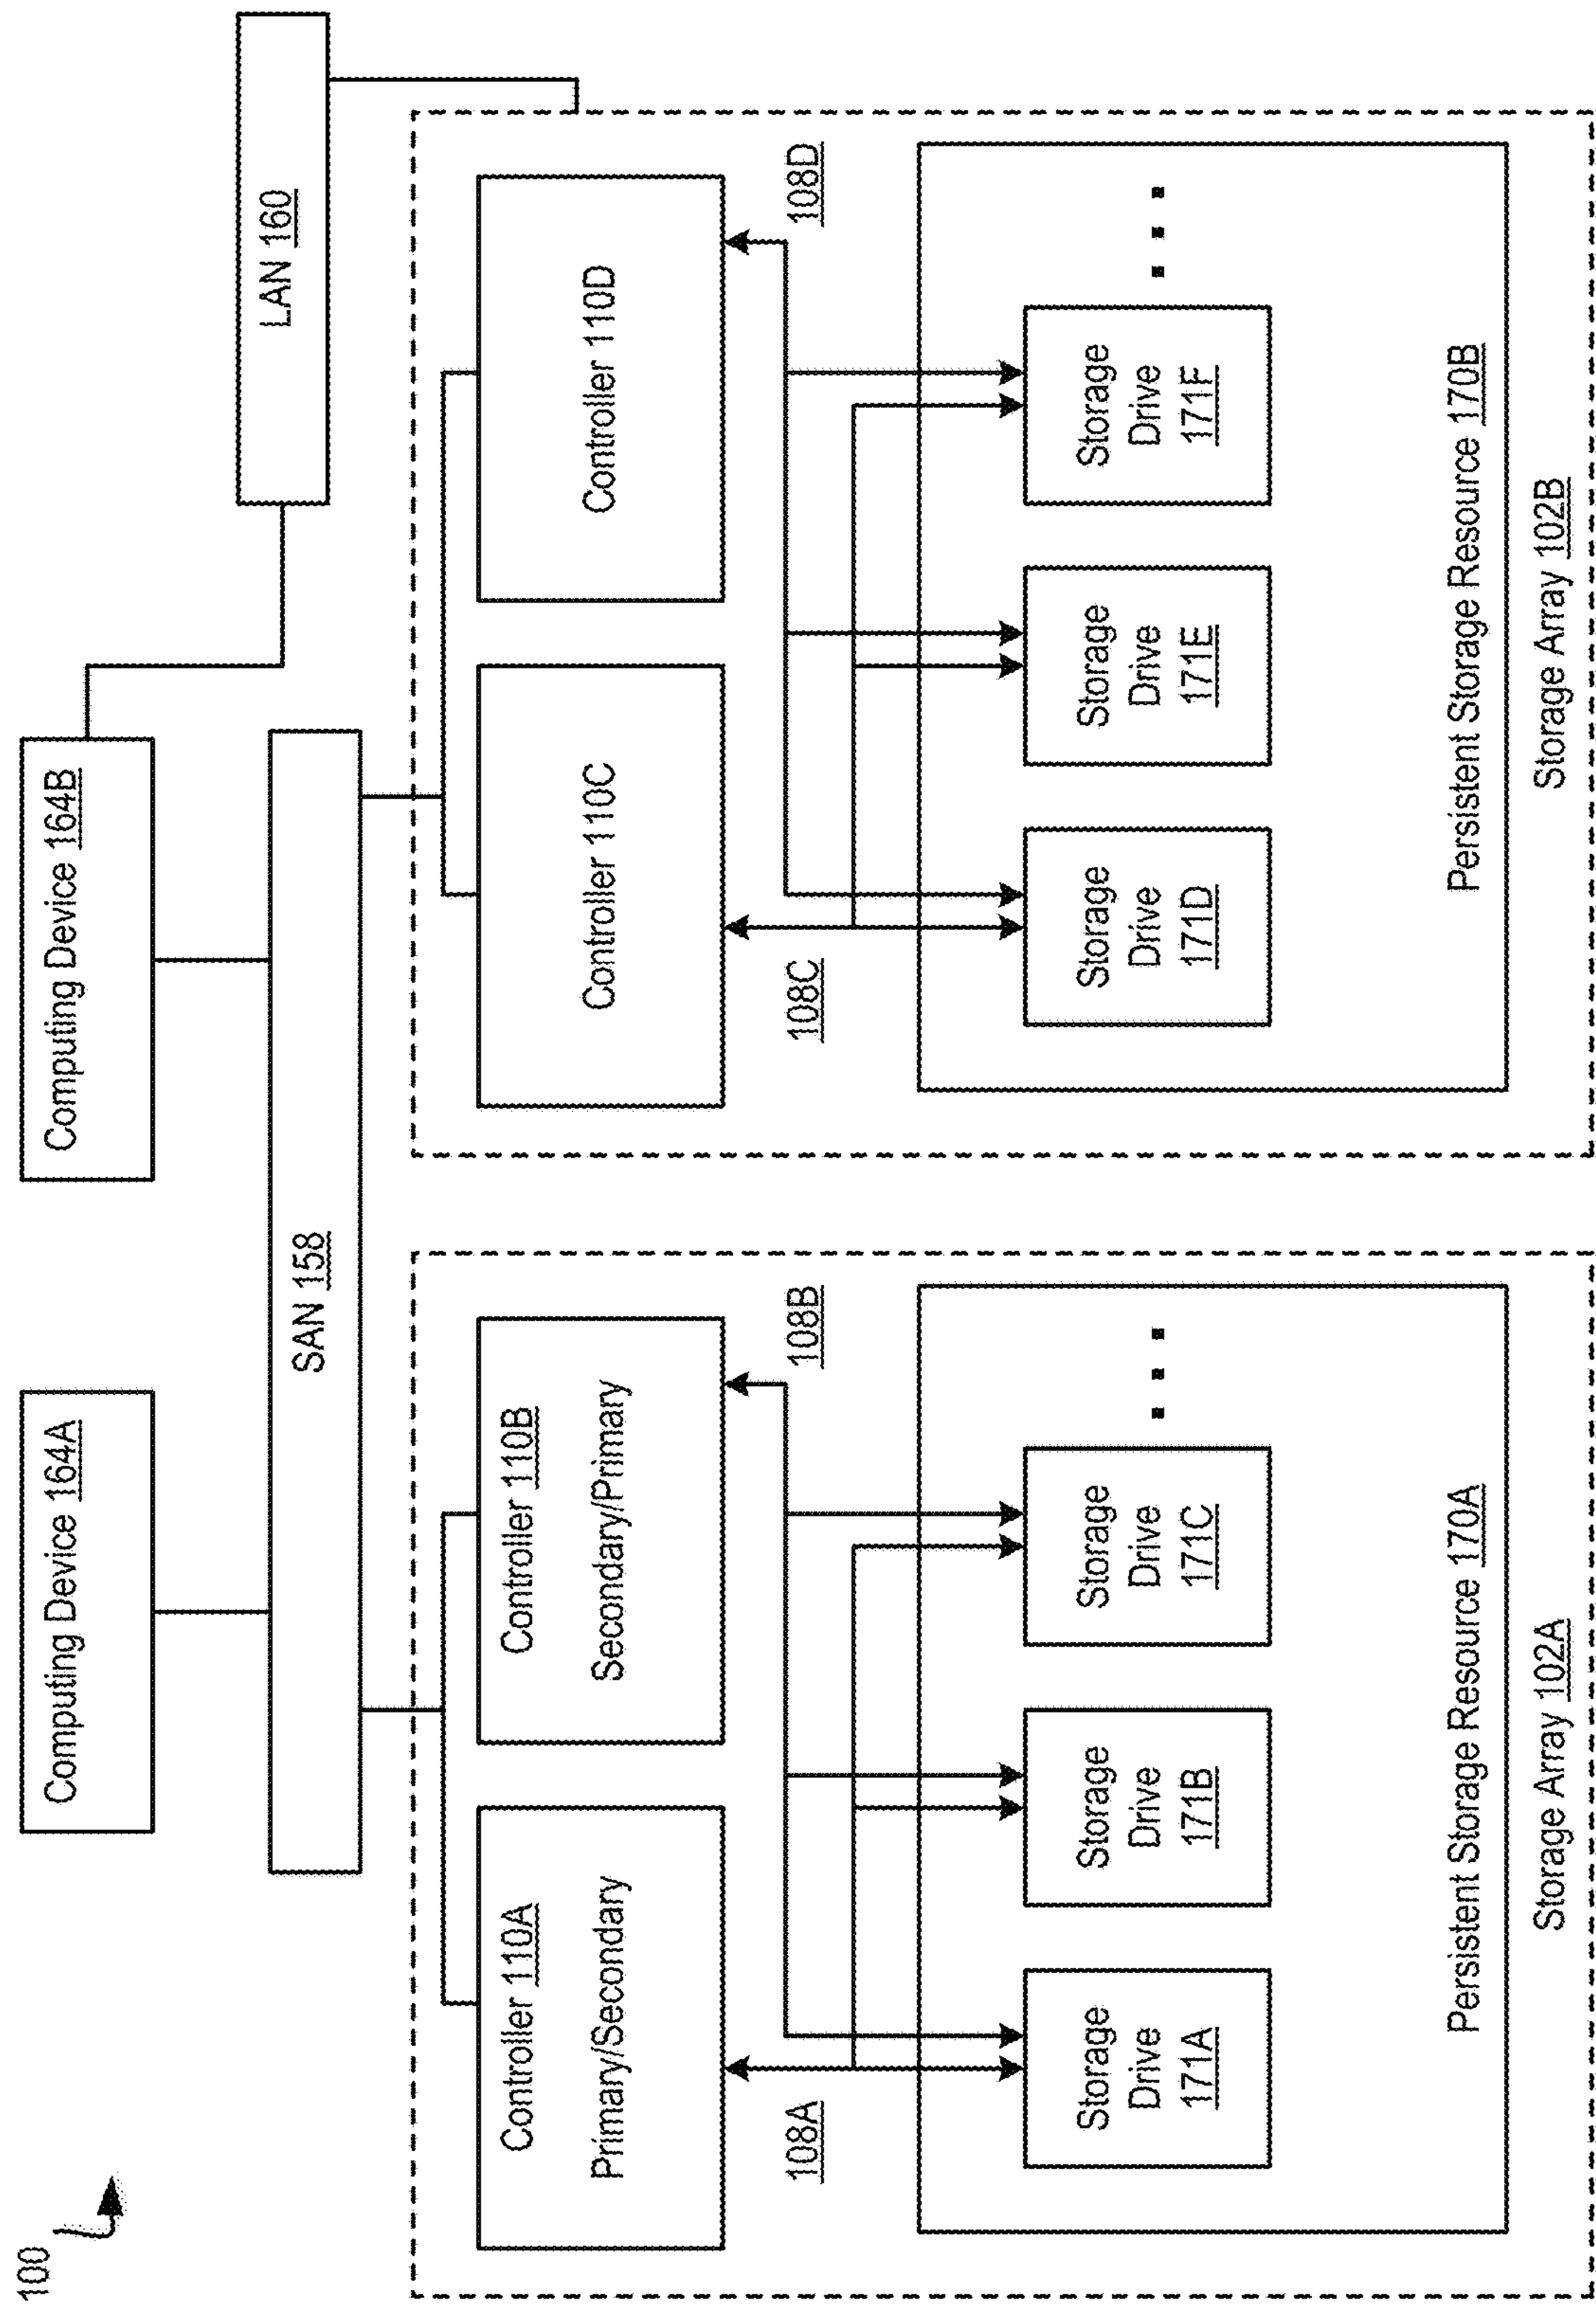 100
Computing Device 164A
Computing Device 164B
SAN 158
LAN 160
Controller 110A
Primary/Secondary
Controller 110B
Secondary/Primary
Controller 110C
Controller 110D
108A
108B
108C
108D
Storage
Drive
171A
Storage
Drive
171B
Storage
Drive
171C
Storage
Drive
171D
Storage
Drive
171E
Storage
Drive
171F
Persistent Storage Resource 170A
Persistent Storage Resource 170B
Storage Array 102A
Storage Array 102B